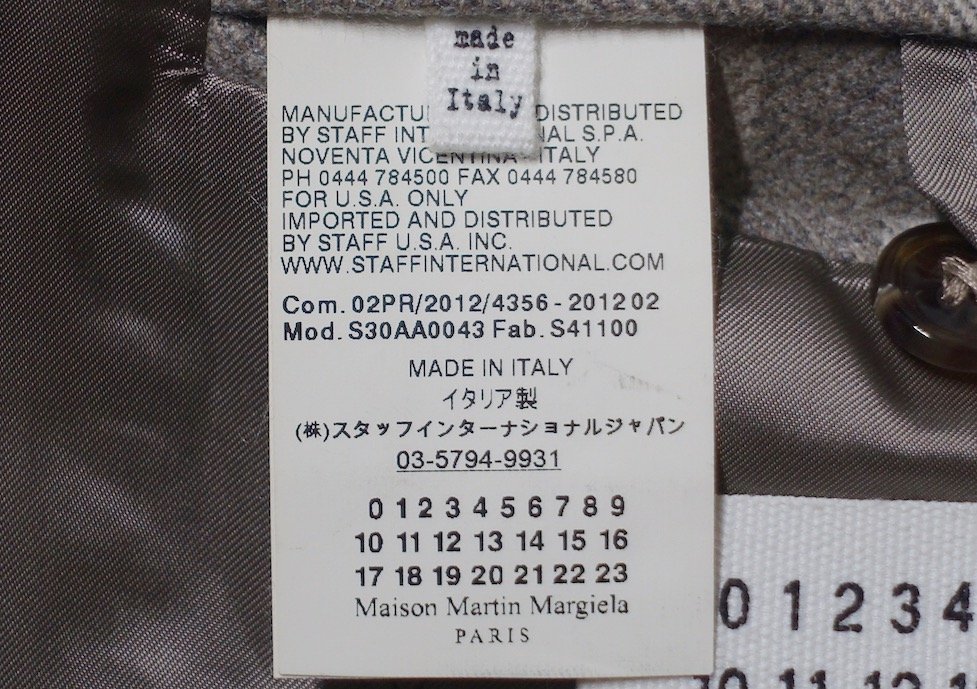 made
in
Italy
MANUFACTU DISTRIBUTED
BY STAFF INT NAL S.P.A.
NOVENTA VICENTINA - ITALY
PH 0444 784500 FAX 0444 784580
FOR U.S.A. ONLY
IMPORTED AND DISTRIBUTED
BY STAFF U.S.A. INC.
WWW.STAFFINTERNATIONAL.COM
Com. 02PR/2012/4356 - 2012 02
Mod. S30AA0043 Fab. S41100
MADE IN ITALY
イタリア製
(株)スタッフインターナショナルジャパン
03-5794-9931
0 1 2 3 4 5 6 7 8 9
10 11 12 13 14 15 16
17 18 19 20 21 22 23
Maison Martin Margiela
PARIS
0 1 2 3 4
10 11 12 1